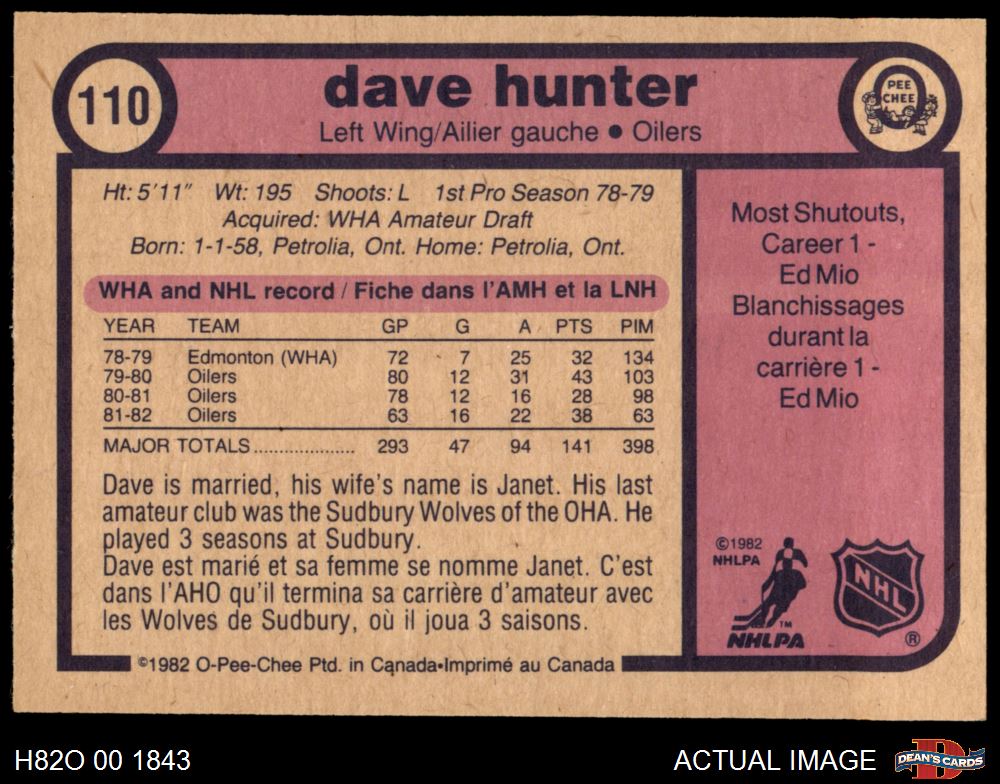 110
dave hunter
Left Wing/Ailier gauche ● Oilers
PEE
CHEE
Ht: 5'11" Wt: 195 Shoots: L 1st Pro Season 78-79
Acquired: WHA Amateur Draft
Born: 1-1-58, Petrolia, Ont. Home: Petrolia, Ont.
WHA and NHL record / Fiche dans l'AMH et la LNH
YEAR TEAM GP G A PTS PIM
78-79 Edmonton (WHA) 72 7 25 32 134
79-80 Oilers 80 12 31 43 103
80-81 Oilers 78 12 16 28 98
81-82 Oilers 63 16 22 38 63
MAJOR TOTALS.................... 293 47 94 141 398
Dave is married, his wife's name is Janet. His last
amateur club was the Sudbury Wolves of the OHA. He
played 3 seasons at Sudbury.
Dave est marié et sa femme se nomme Janet. C'est
dans l'AHO qu'il termina sa carrière d'amateur avec
les Wolves de Sudbury, où il joua 3 saisons.
Most Shutouts,
Career 1 -
Ed Mio
Blanchissages
durant la
carrière 1 -
Ed Mio
©1982
NHLPA
TM
NHLPA
NHL
®
©1982 O-Pee-Chee Ptd. in Canada•Imprimé au Canada
H82O 00 1843
ACTUAL IMAGE
DEAN'S CARDS